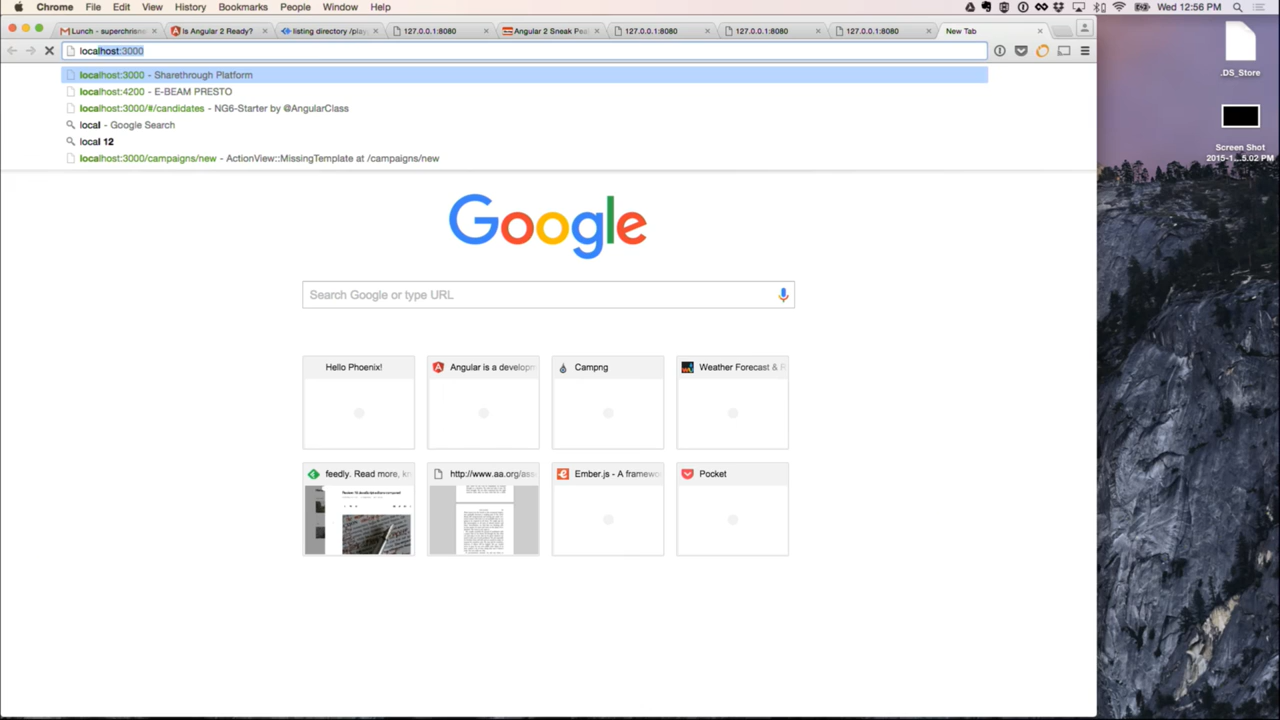 Chrome File Edit View History Bookmarks People Window Help Wed 12:56 PM
Lunch - superchrism Is Angular 2 Ready? listing directory /play 127.0.0.1:8080 Angular 2 Sneak Pea 127.0.0.1:8080 127.0.0.1:8080 127.0.0.1:8080 New Tab
localhost:3000
localhost:3000 - Sharethrough Platform
localhost:4200 - E-BEAM PRESTO
localhost:3000/#/candidates - NG6-Starter by @AngularClass
local - Google Search
local 12
localhost:3000/campaigns/new - ActionView::MissingTemplate at /campaigns/new
.DS_Store
Screen Shot
2015-1...5.02 PM
Google
Search Google or type URL
Hello Phoenix! Angular is a developm Campng Weather Forecast & R
feedly. Read more, kn http://www.aa.org/ass Ember.js - A framewo Pocket